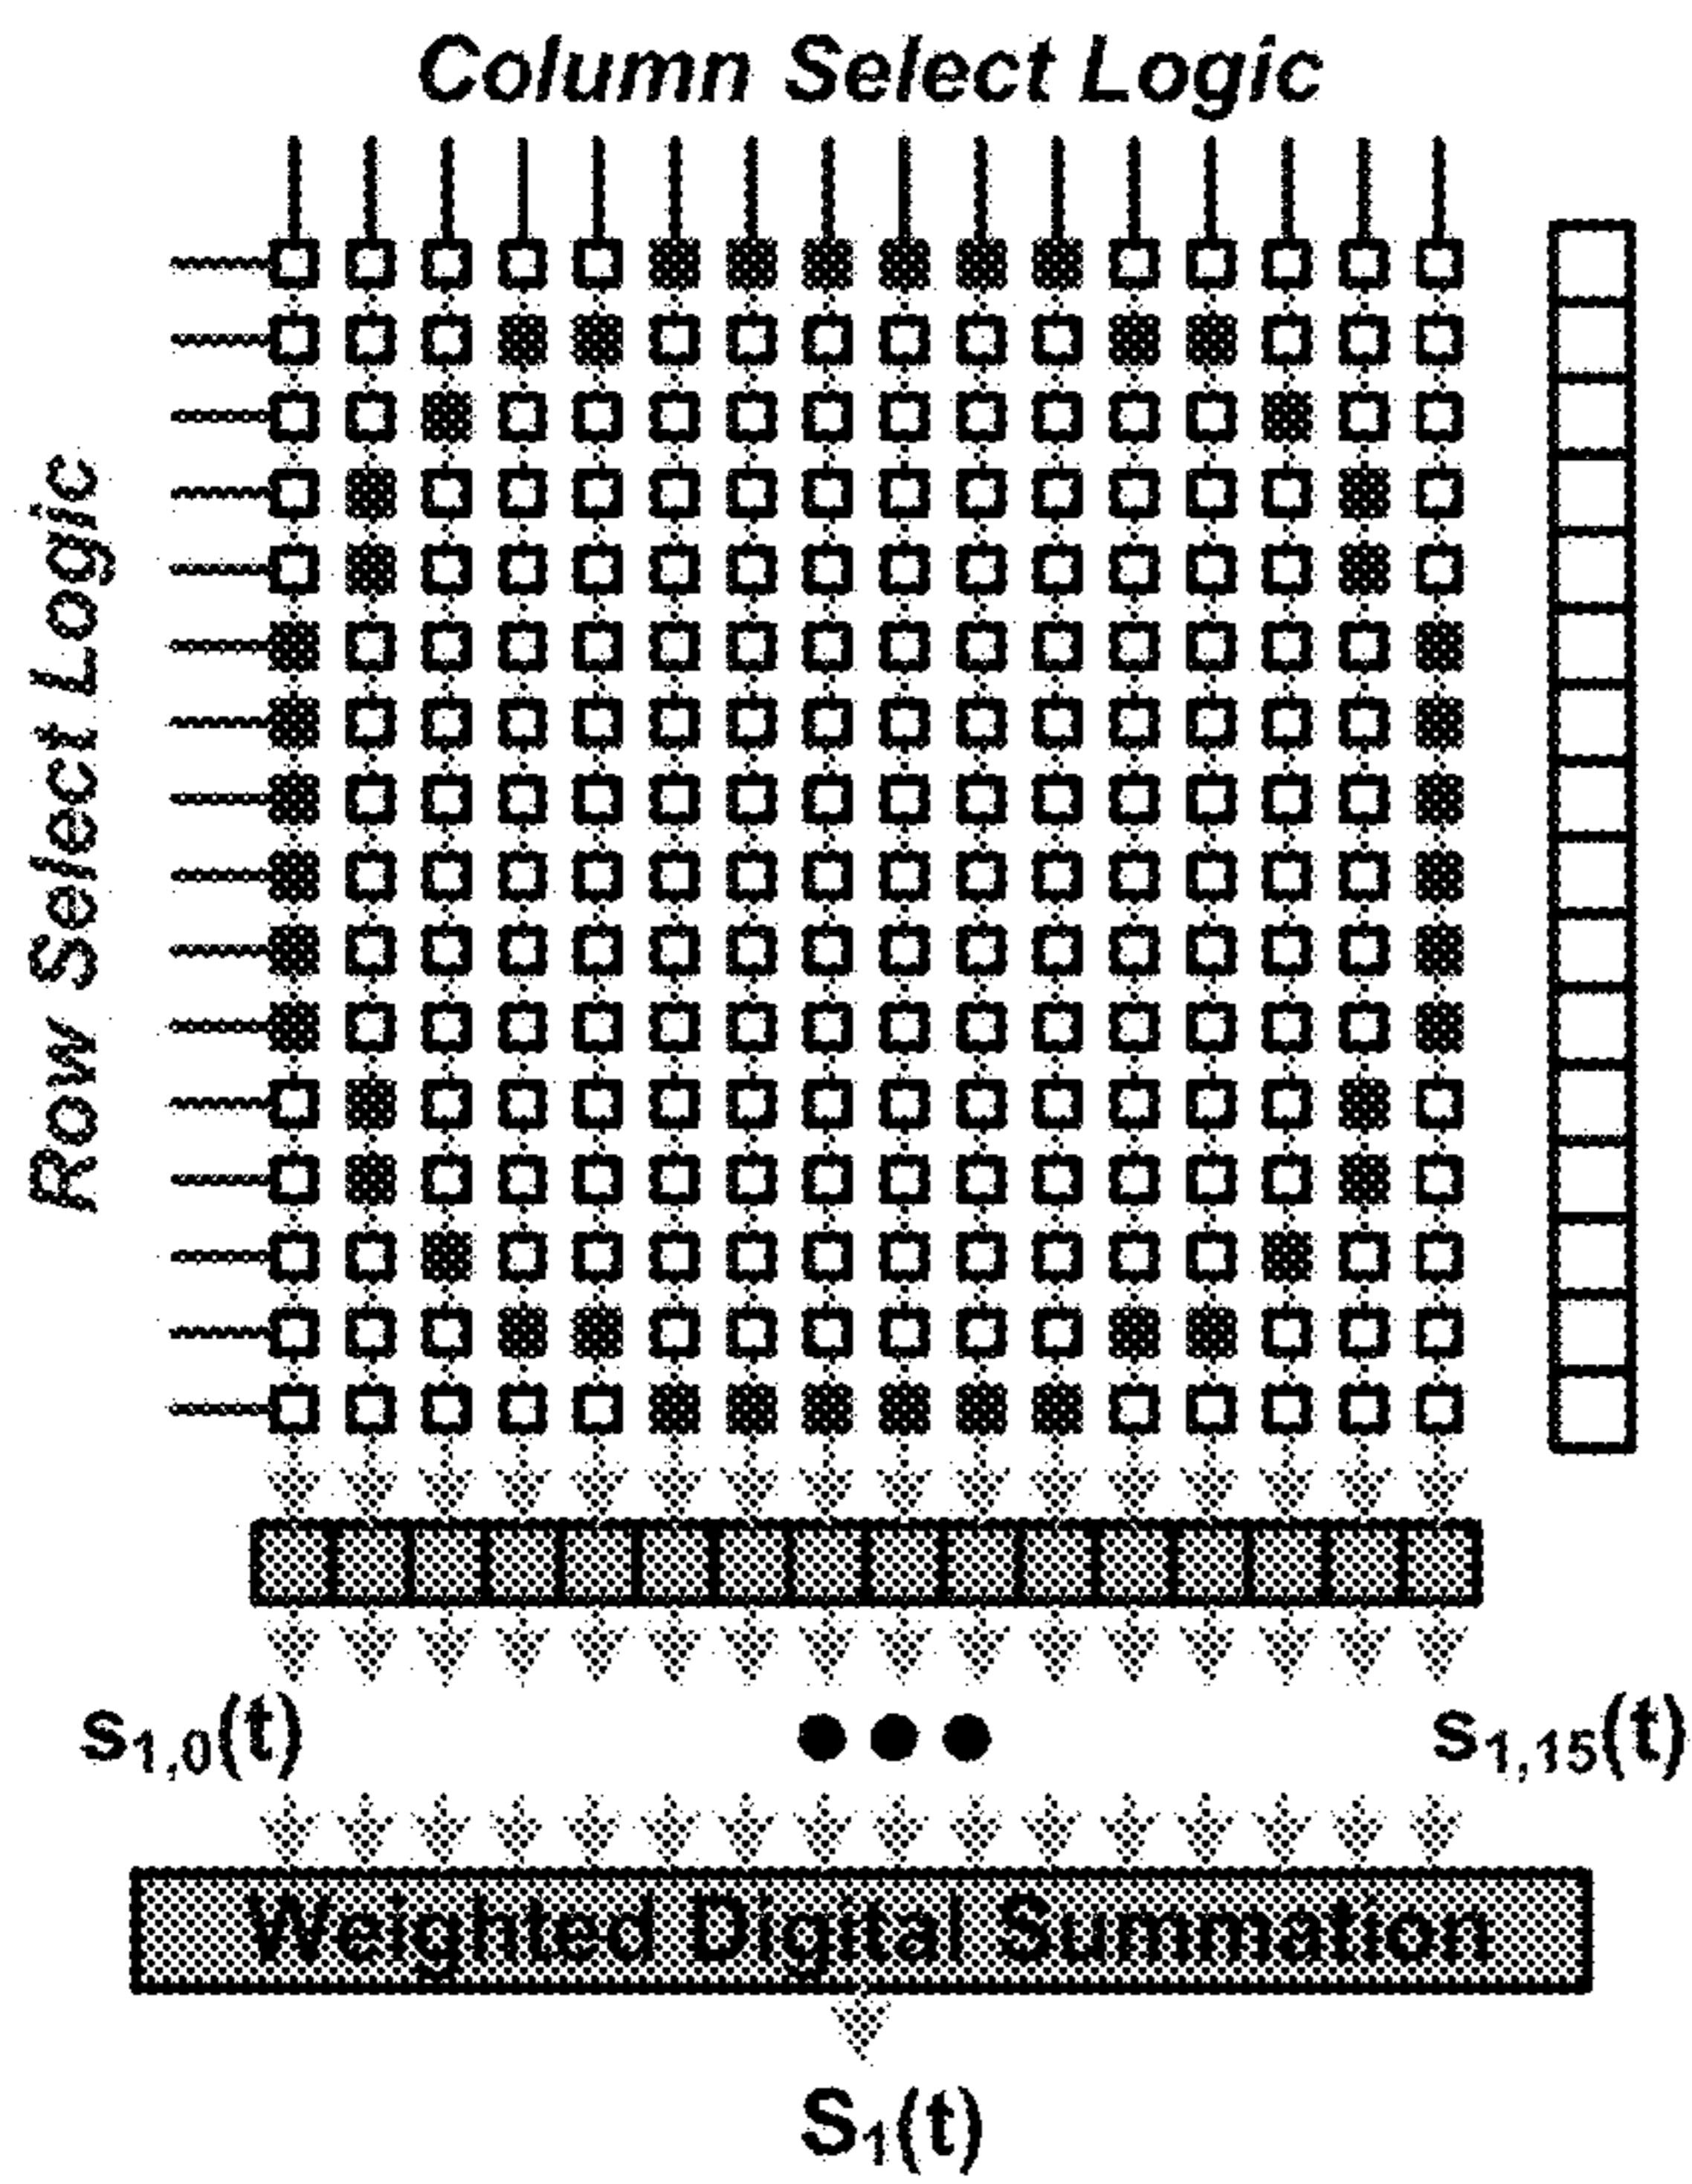 Column Select Logic
Row Select Logic
s1,0(t)
s1,15(t)
Weighted Digital Summation
S1(t)